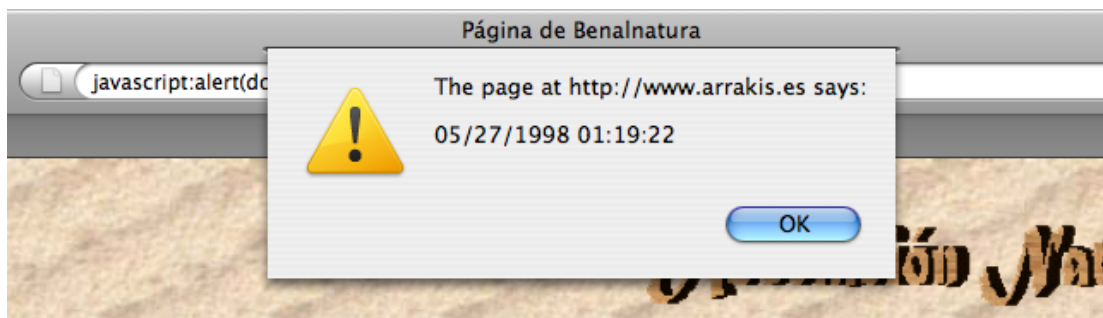 Página de Benalnatura
javascript:alert(do
The page at http://www.arrakis.es says:
05/27/1998 01:19:22
OK